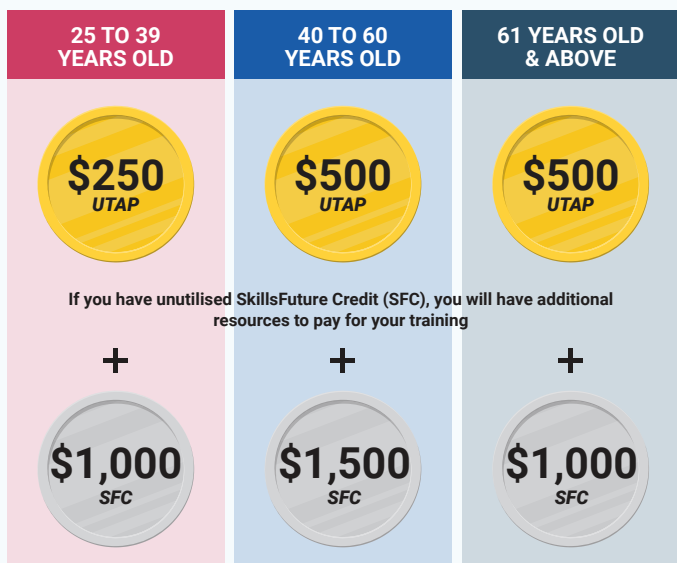 25 TO 39
YEARS OLD
40 TO 60
YEARS OLD
61 YEARS OLD
& ABOVE
$250
UTAP
$500
UTAP
$500
UTAP
If you have unutilised SkillsFuture Credit (SFC), you will have additional
resources to pay for your training
+
+
+
$1,000
SFC
$1,500
SFC
$1,000
SFC